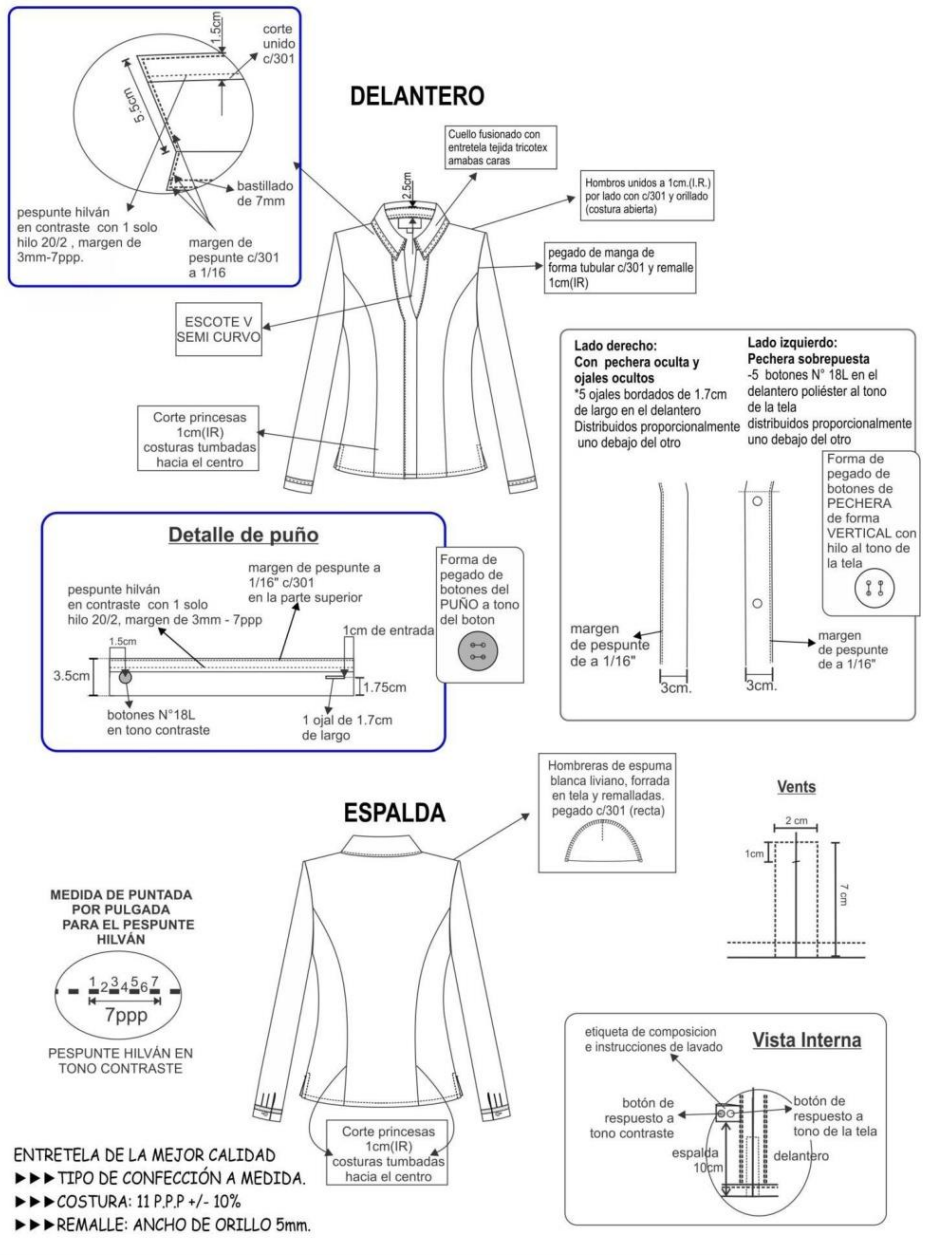 1.5cm
corte
unido
c/301
5.5cm
bastillado
de 7mm
pespunte hilván
en contraste con 1 solo
hilo 20/2 , margen de
3mm-7ppp.
margen de
pespunte c/301
a 1/16
DELANTERO
Cuello fusionado con
entretela tejida tricotex
amabas caras
2.5cm
Hombros unidos a 1cm.(I.R.)
por lado con c/301 y orillado
(costura abierta)
pegado de manga de
forma tubular c/301 y remalle
1cm(IR)
ESCOTE V
SEMI CURVO
Corte princesas
1cm(IR)
costuras tumbadas
hacia el centro
Lado derecho:
Con pechera oculta y
ojales ocultos
*5 ojales bordados de 1.7cm
de largo en el delantero
Distribuidos proporcionalmente
uno debajo del otro
Lado izquierdo:
Pechera sobrepuesta
-5 botones N° 18L en el
delantero poliéster al tono
de la tela
distribuidos proporcionalmente
uno debajo del otro
Forma de
pegado de
botones de
PECHERA
de forma
VERTICAL con
hilo al tono de
la tela
margen
de pespunte
de a 1/16"
3cm.
3cm.
margen
de pespunte
de a 1/16"
Detalle de puño
pespunte hilván
en contraste con 1 solo
hilo 20/2, margen de 3mm - 7ppp
margen de pespunte a
1/16" c/301
en la parte superior
1.5cm
1cm de entrada
3.5cm
1.75cm
botones N°18L
en tono contraste
1 ojal de 1.7cm
de largo
Forma de
pegado de
botones del
PUÑO a tono
del boton
Hombreras de espuma
blanca liviano, forrada
en tela y remalladas.
pegado c/301 (recta)
Vents
2 cm
1cm
7 cm
ESPALDA
MEDIDA DE PUNTADA
POR PULGADA
PARA EL PESPUNTE
HILVÁN
1 2 3 4 5 6 7
7ppp
PESPUNTE HILVÁN EN
TONO CONTRASTE
Corte princesas
1cm(IR)
costuras tumbadas
hacia el centro
etiqueta de composicion
e instrucciones de lavado
Vista Interna
botón de
respuesto a
tono contraste
botón de
respuesto a
tono de la tela
espalda
10cm
delantero
ENTRETELA DE LA MEJOR CALIDAD
►►►TIPO DE CONFECCIÓN A MEDIDA.
►►►COSTURA: 11 P.P.P +/- 10%
►►►REMALLE: ANCHO DE ORILLO 5mm.